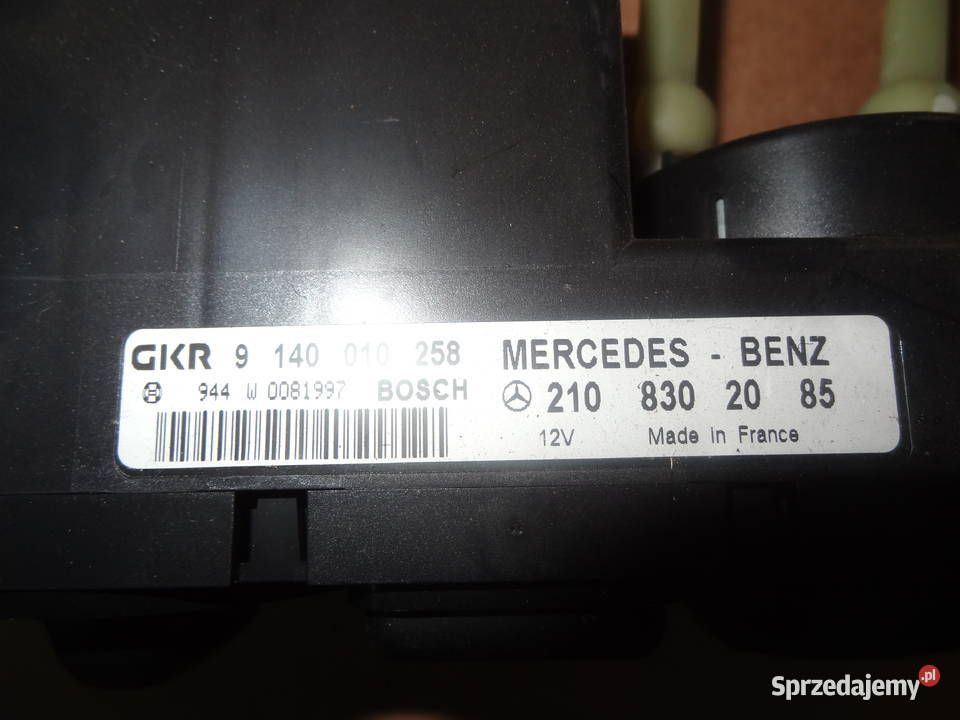 GKR 9 140 010 258
944 W 0081997 BOSCH
MERCEDES - BENZ
210 830 20 85
12V Made in France
Sprzedajemy.pl